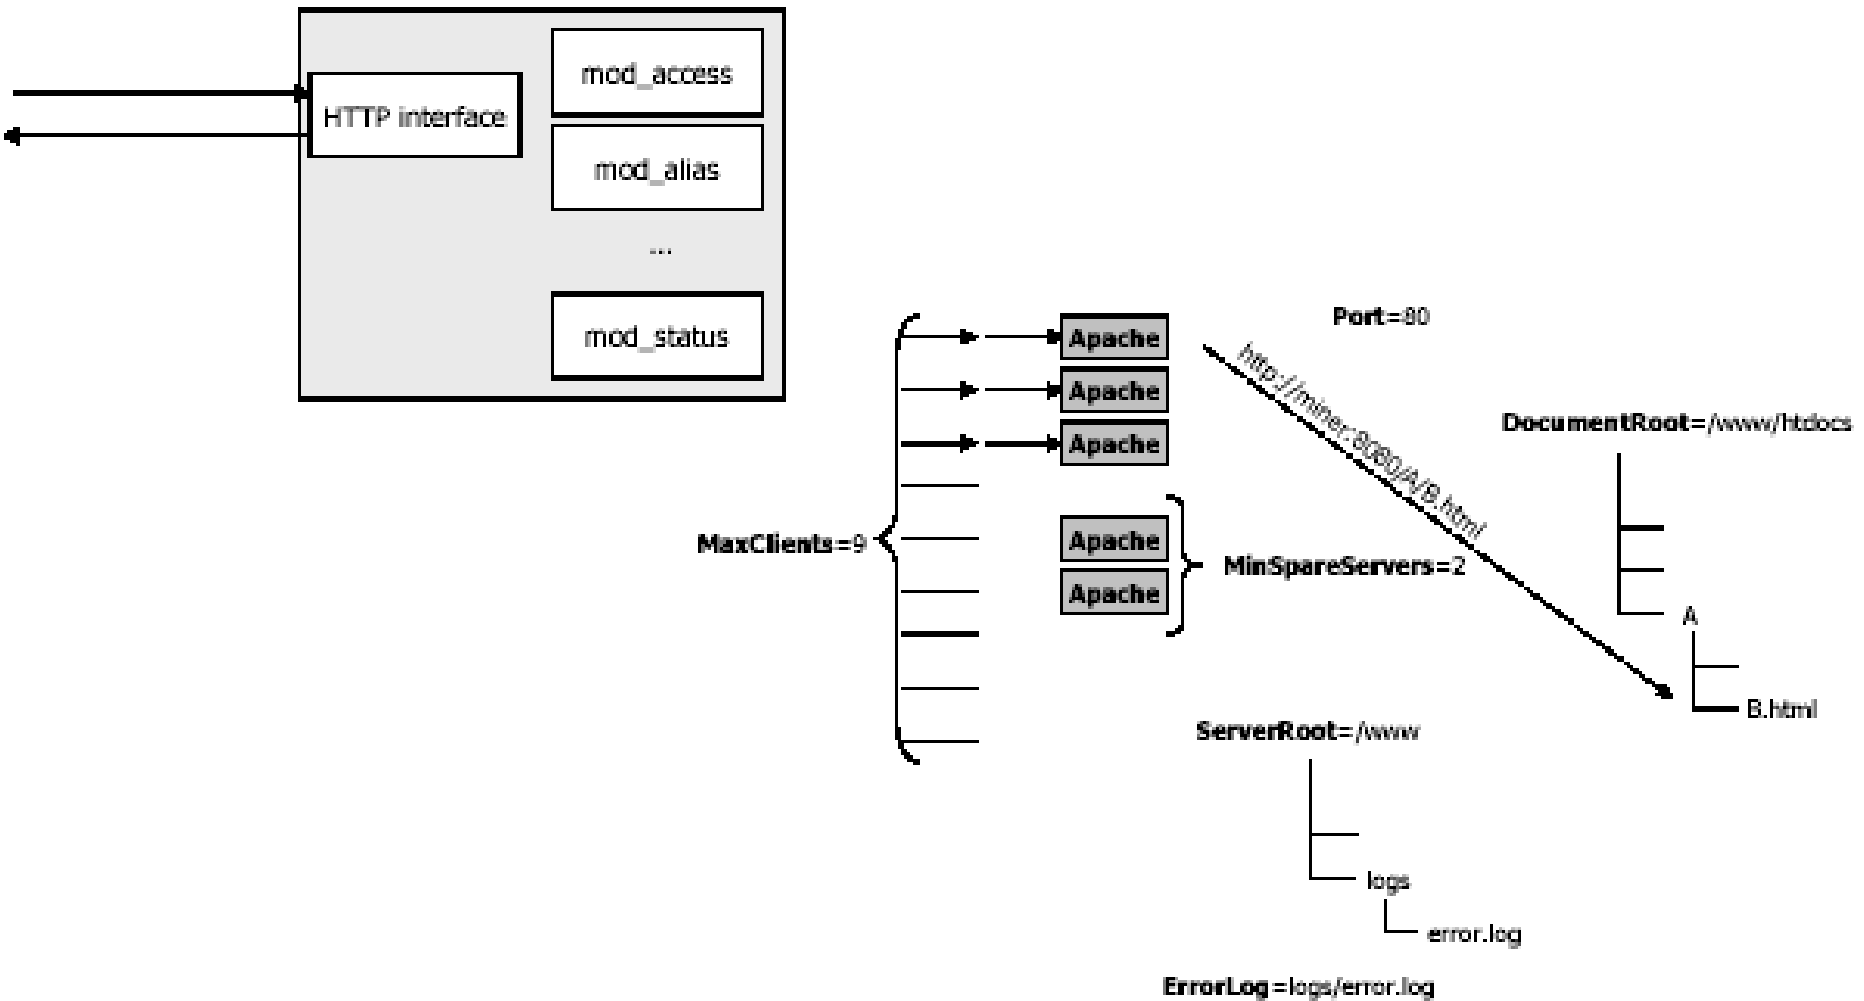 mod_access
HTTP interface
mod_alias
...
mod_status
Port=80
Apache
Apache
Apache
http://miner:8080/A/B.html
DocumentRoot=/www/htdocs
MaxClients=9
Apache
Apache
MinSpareServers=2
A
B.html
ServerRoot=/www
logs
error.log
ErrorLog=logs/error.log